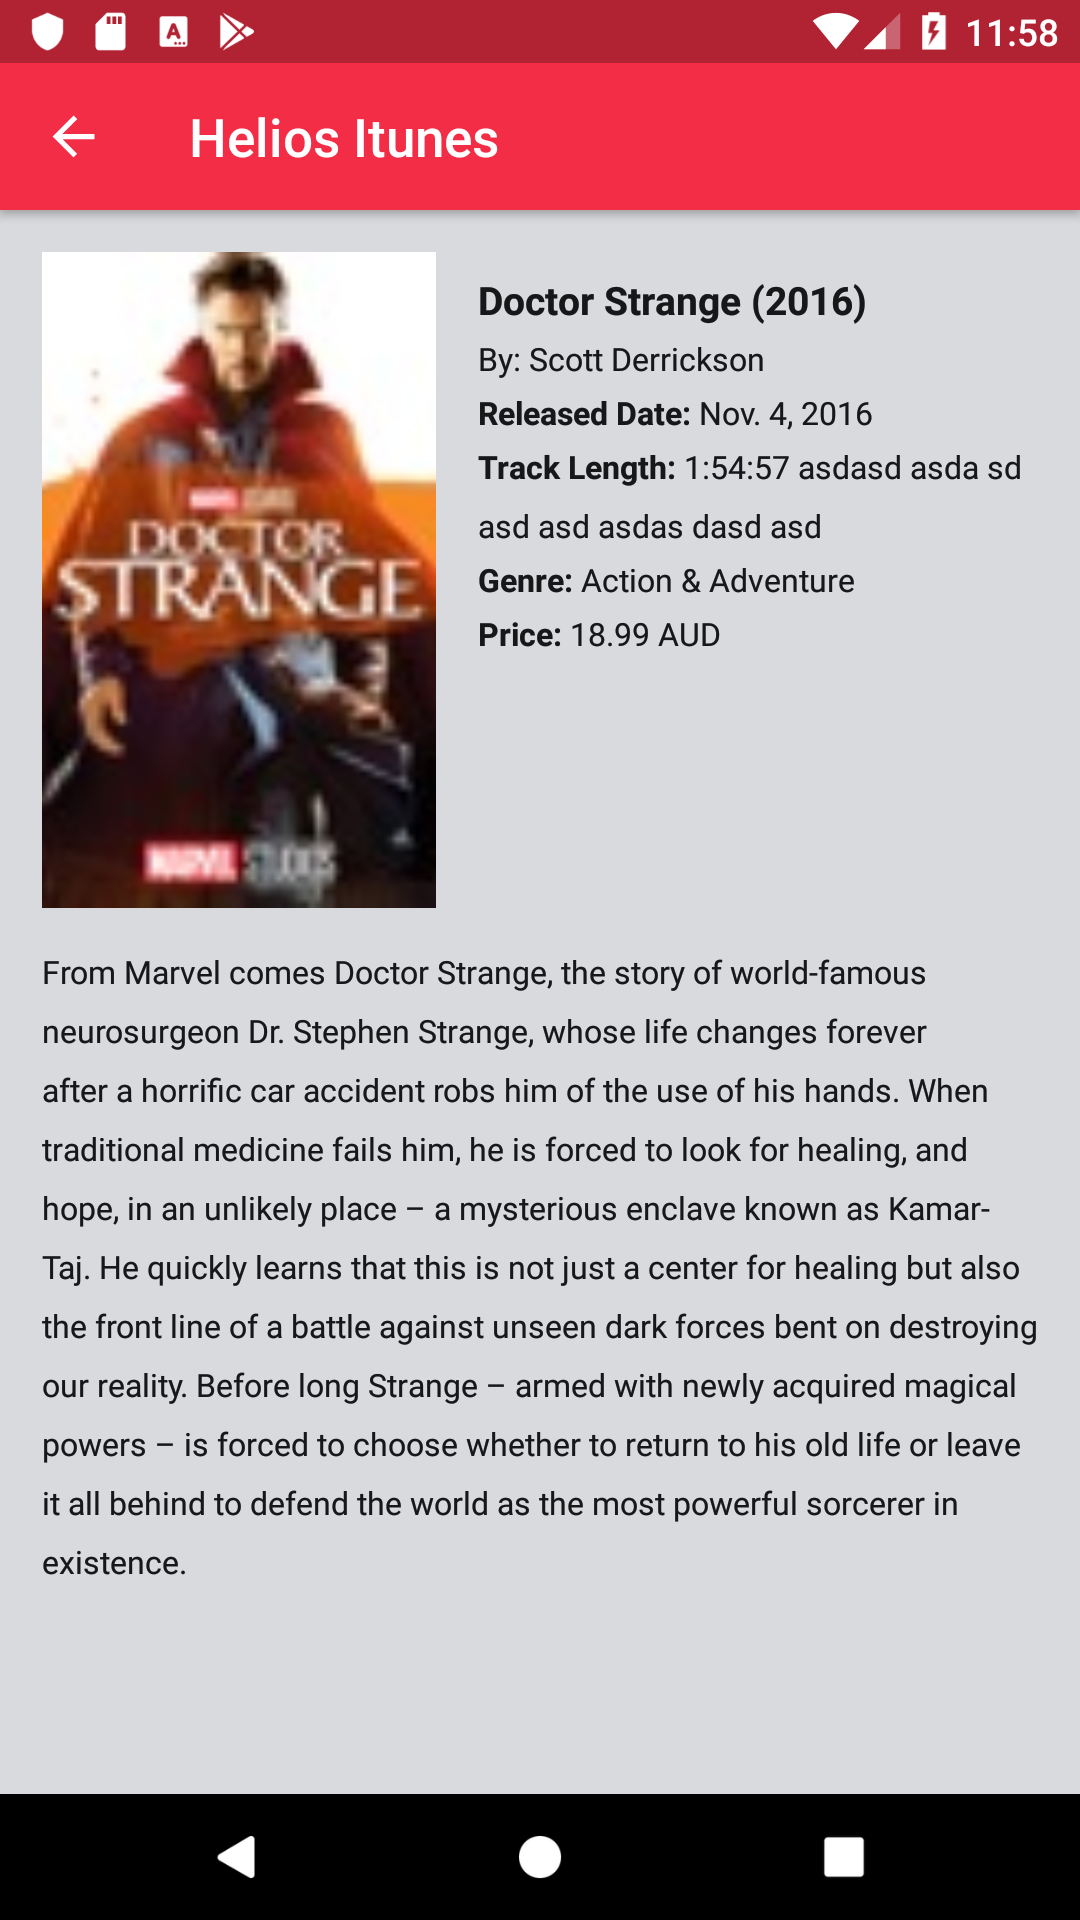 11:58
Helios Itunes
MARVEL STUDIOS
DOCTOR
STRANGE
MARVEL STUDIOS
Doctor Strange (2016)
By: Scott Derrickson
Released Date: Nov. 4, 2016
Track Length: 1:54:57 asdasd asda sd
asd asd asdas dasd asd
Genre: Action & Adventure
Price: 18.99 AUD
From Marvel comes Doctor Strange, the story of world-famous
neurosurgeon Dr. Stephen Strange, whose life changes forever
after a horrific car accident robs him of the use of his hands. When
traditional medicine fails him, he is forced to look for healing, and
hope, in an unlikely place – a mysterious enclave known as Kamar-
Taj. He quickly learns that this is not just a center for healing but also
the front line of a battle against unseen dark forces bent on destroying
our reality. Before long Strange – armed with newly acquired magical
powers – is forced to choose whether to return to his old life or leave
it all behind to defend the world as the most powerful sorcerer in
existence.